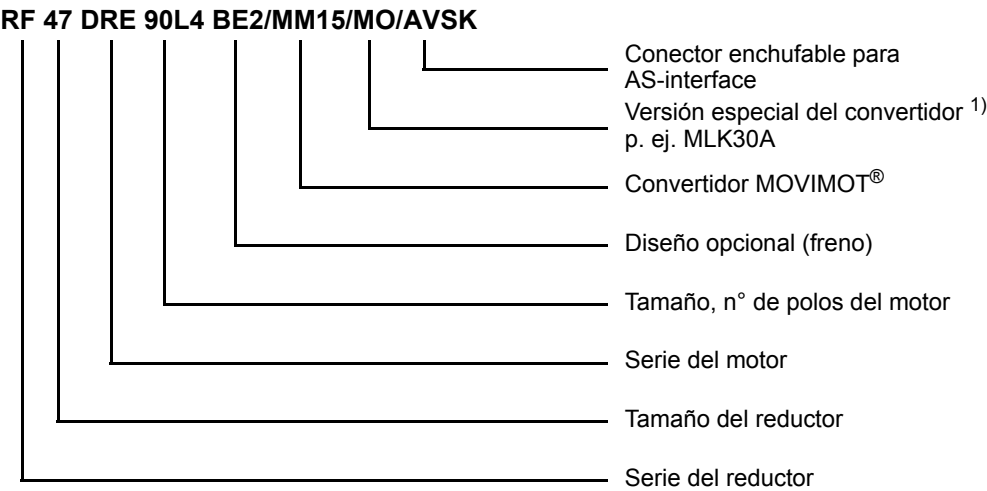 RF 47 DRE 90L4 BE2/MM15/MO/AVSK
Conector enchufable para
AS-interface
Versión especial del convertidor 1)
p. ej. MLK30A
Convertidor MOVIMOT®
Diseño opcional (freno)
Tamaño, n° de polos del motor
Serie del motor
Tamaño del reductor
Serie del reductor